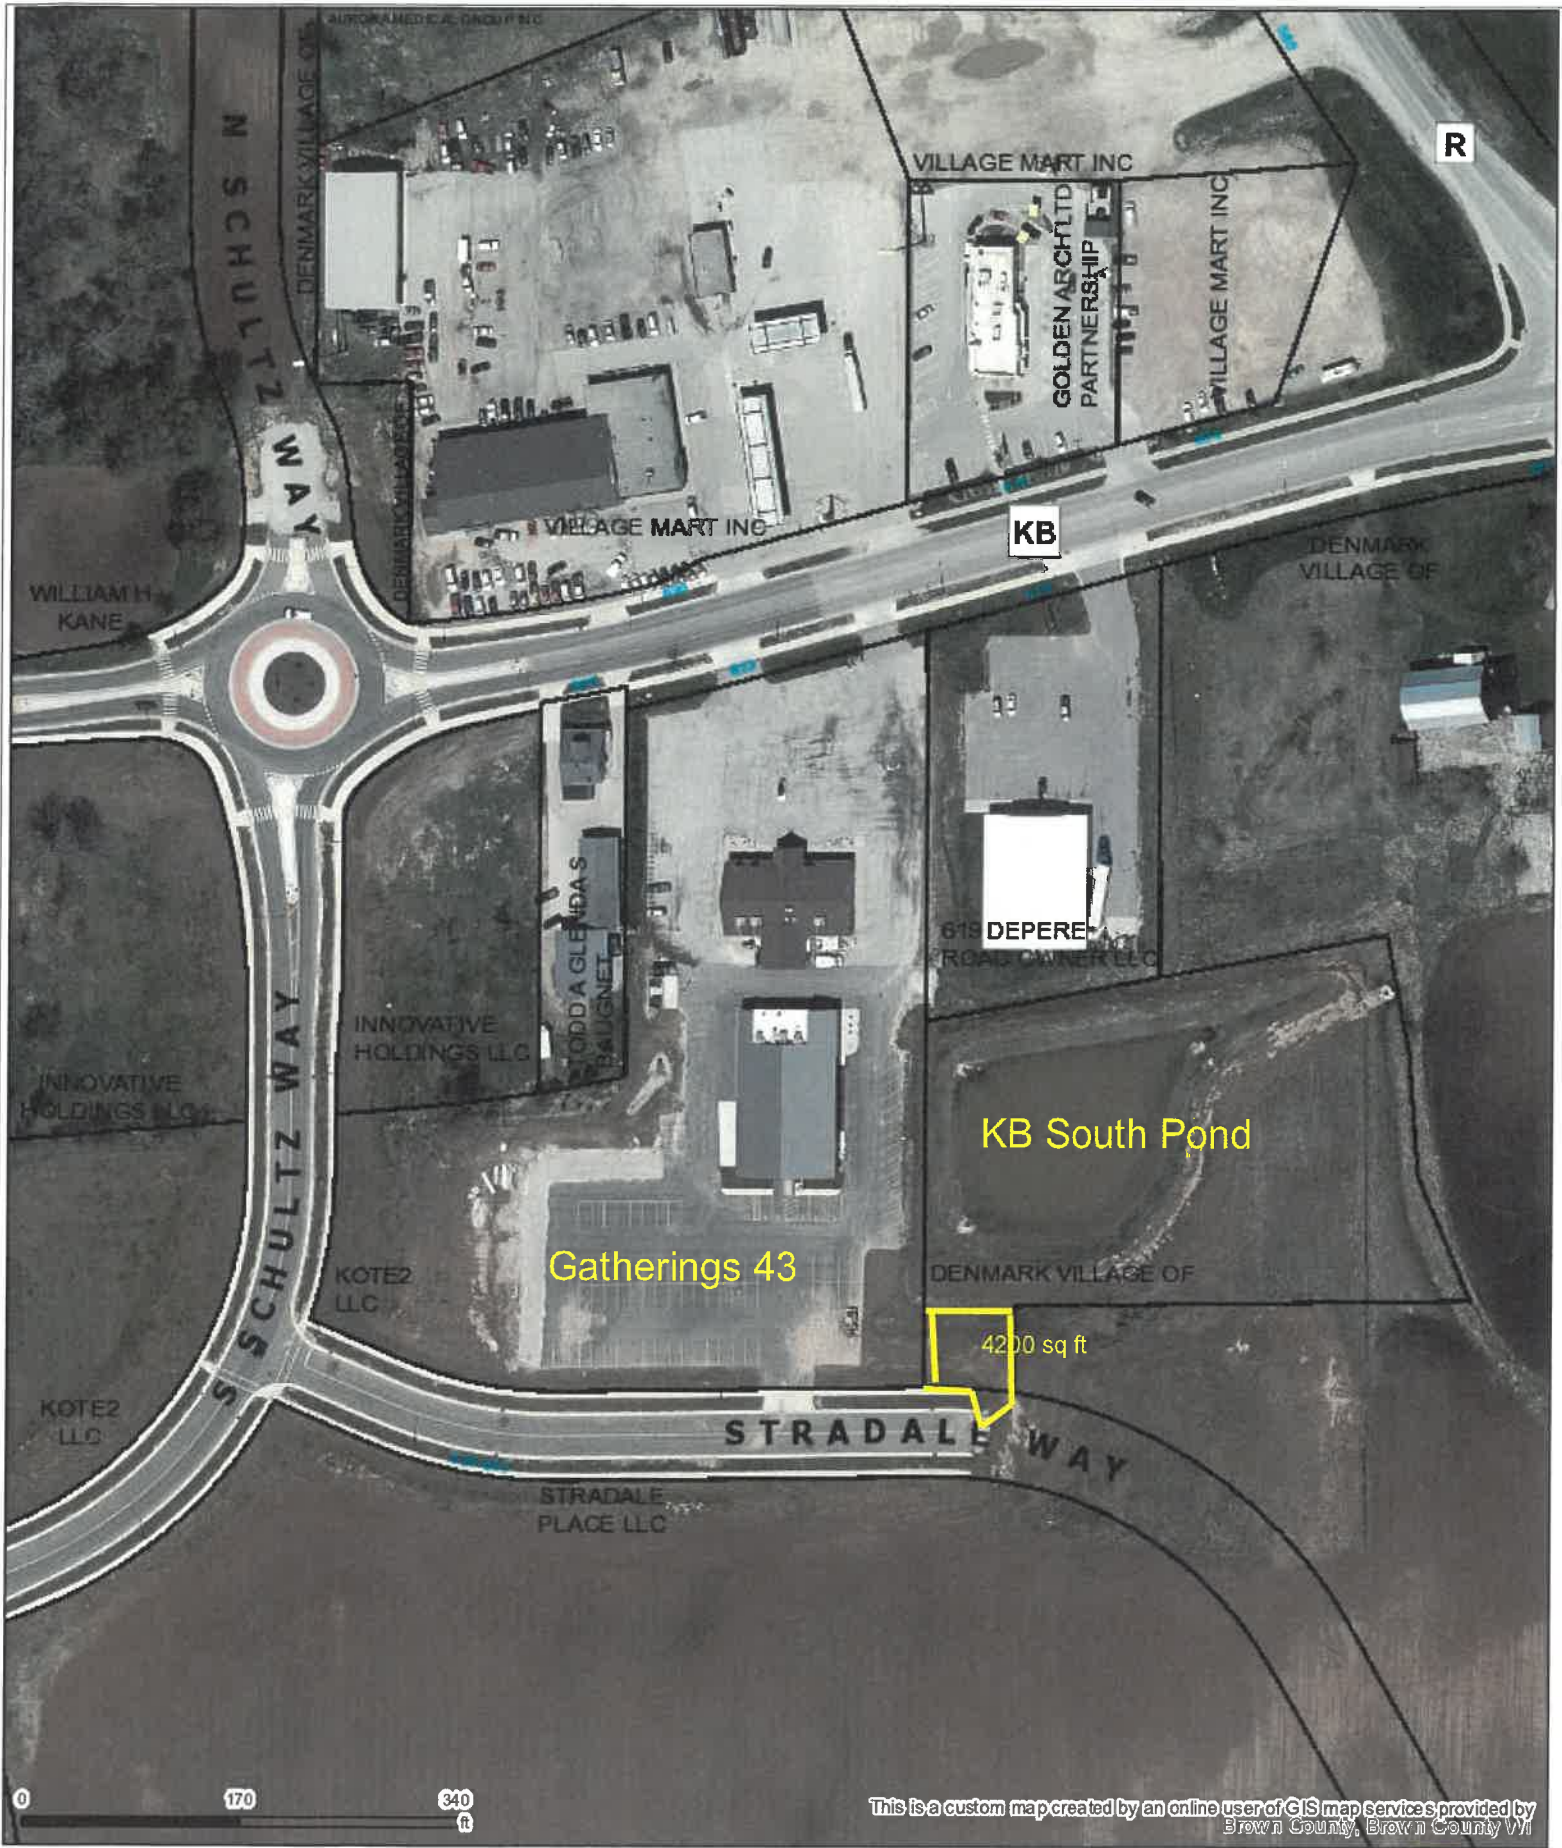 AURORA MEDICAL GROUP INC
DENMARK VILLAGE OF
N SCHULTZ WAY
R
VILLAGE MART INC
GOLDEN ARCH LTD
PARTNERSHIP
VILLAGE MART INC
DENMARK VILLAGE OF
VILLAGE MART INC
KB
DENMARK
VILLAGE OF
WILLIAM H
KANE
619 DEPERE
ROAD OWNER LLC
TODD A GLENDA S
BAUGNET
INNOVATIVE
HOLDINGS LLC
INNOVATIVE
HOLDINGS LLC
S SCHULTZ WAY
KB South Pond
Gatherings 43
DENMARK VILLAGE OF
KOTE2
LLC
4200 sq ft
KOTE2
LLC
S
STRADALE WAY
STRADALE
PLACE LLC
0 170 340
ft
This is a custom map created by an online user of GIS map services provided by
Brown County, Brown County WI